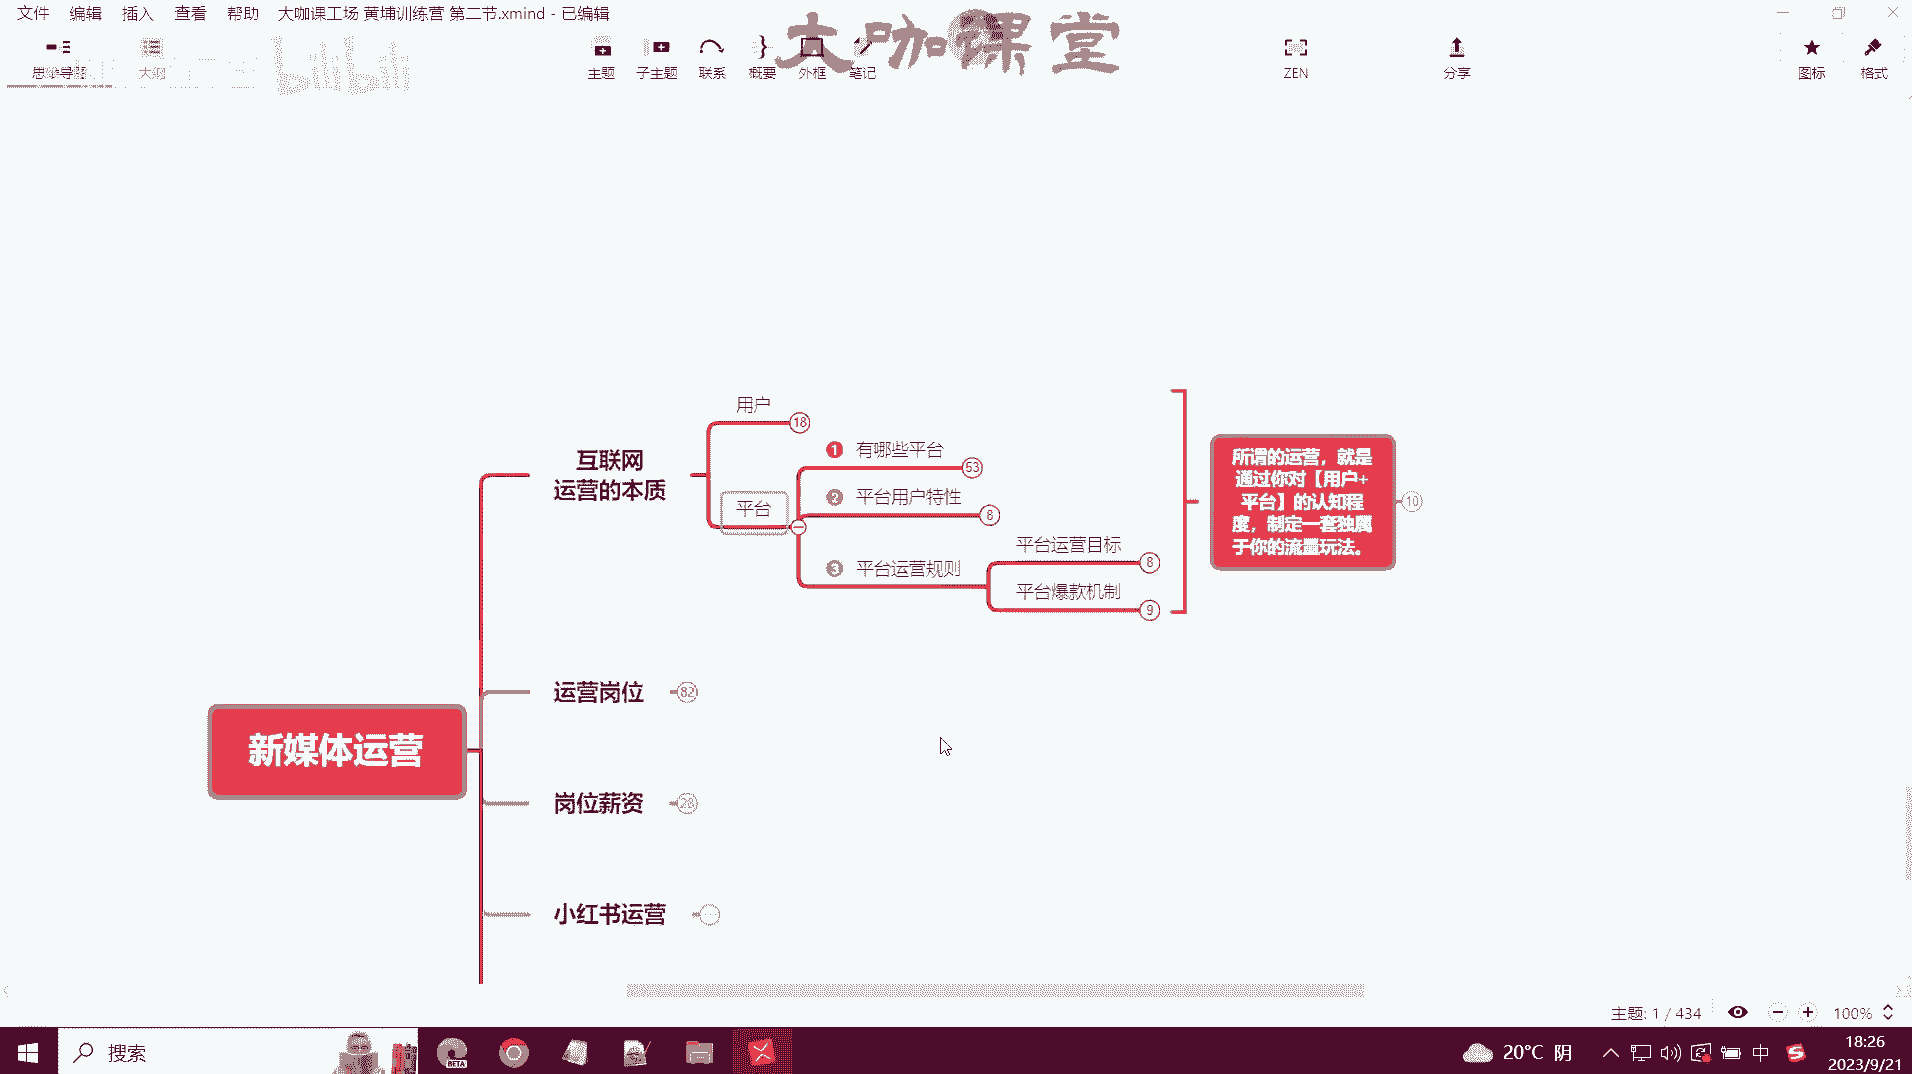 文件 编辑 插入 查看 帮助 大咖课工场 黄埔训练营 第二节.xmind - 已编辑
大咖课堂
bilibili
思维导图 大纲 主题 子主题 联系 概要 外框 笔记 ZEN 分享 图标 格式
用户 18
1 有哪些平台 53
2 平台用户特性 6
平台
3 平台运营规则
平台运营目标 8
平台爆款机制 9
互联网
运营的本质
所谓的运营，就是
通过你对【用户+
平台】的认知程
度，制定一套独属
于你的流量玩法。
10
运营岗位 82
新媒体运营
岗位薪资 28
小红书运营 ...
主题: 1 / 434 100%
搜索 BETA 20°C 阴 中 18:26
2023/9/21